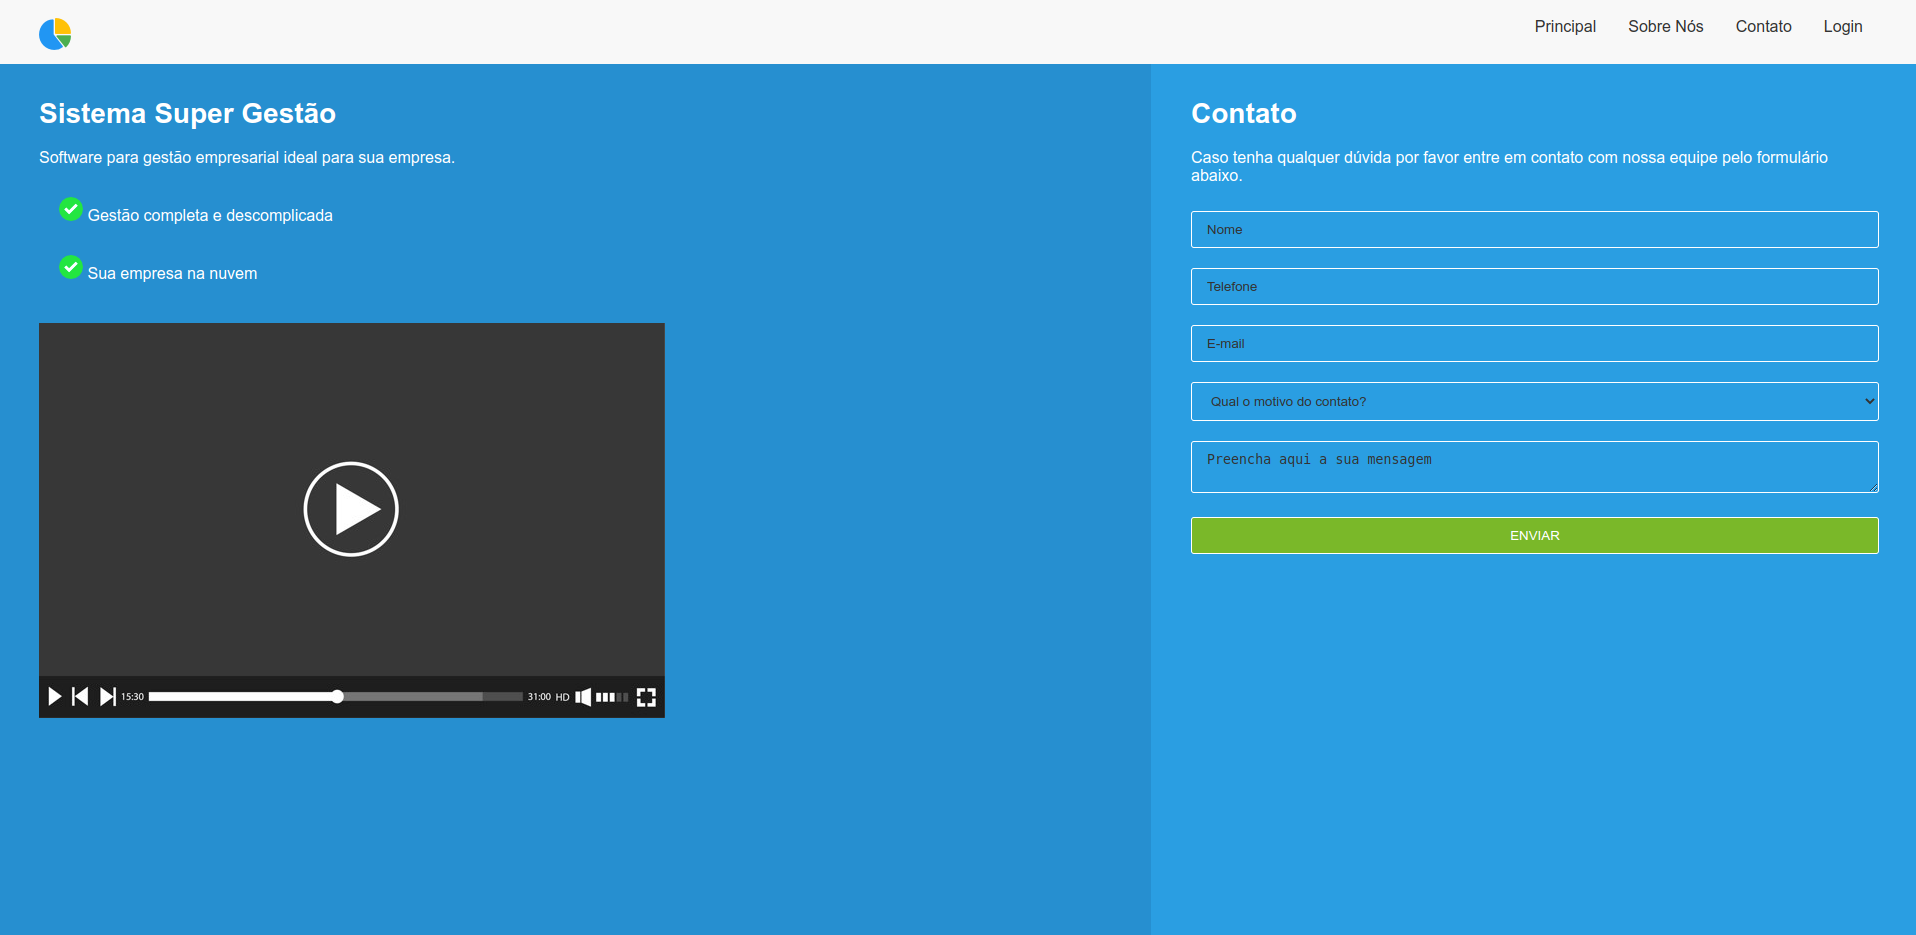 Principal Sobre Nós Contato Login
Sistema Super Gestão
Software para gestão empresarial ideal para sua empresa.
Gestão completa e descomplicada
Sua empresa na nuvem
15:30 31:00 HD
Contato
Caso tenha qualquer dúvida por favor entre em contato com nossa equipe pelo formulário
abaixo.
Nome
Telefone
E-mail
Qual o motivo do contato?
Preencha aqui a sua mensagem
ENVIAR